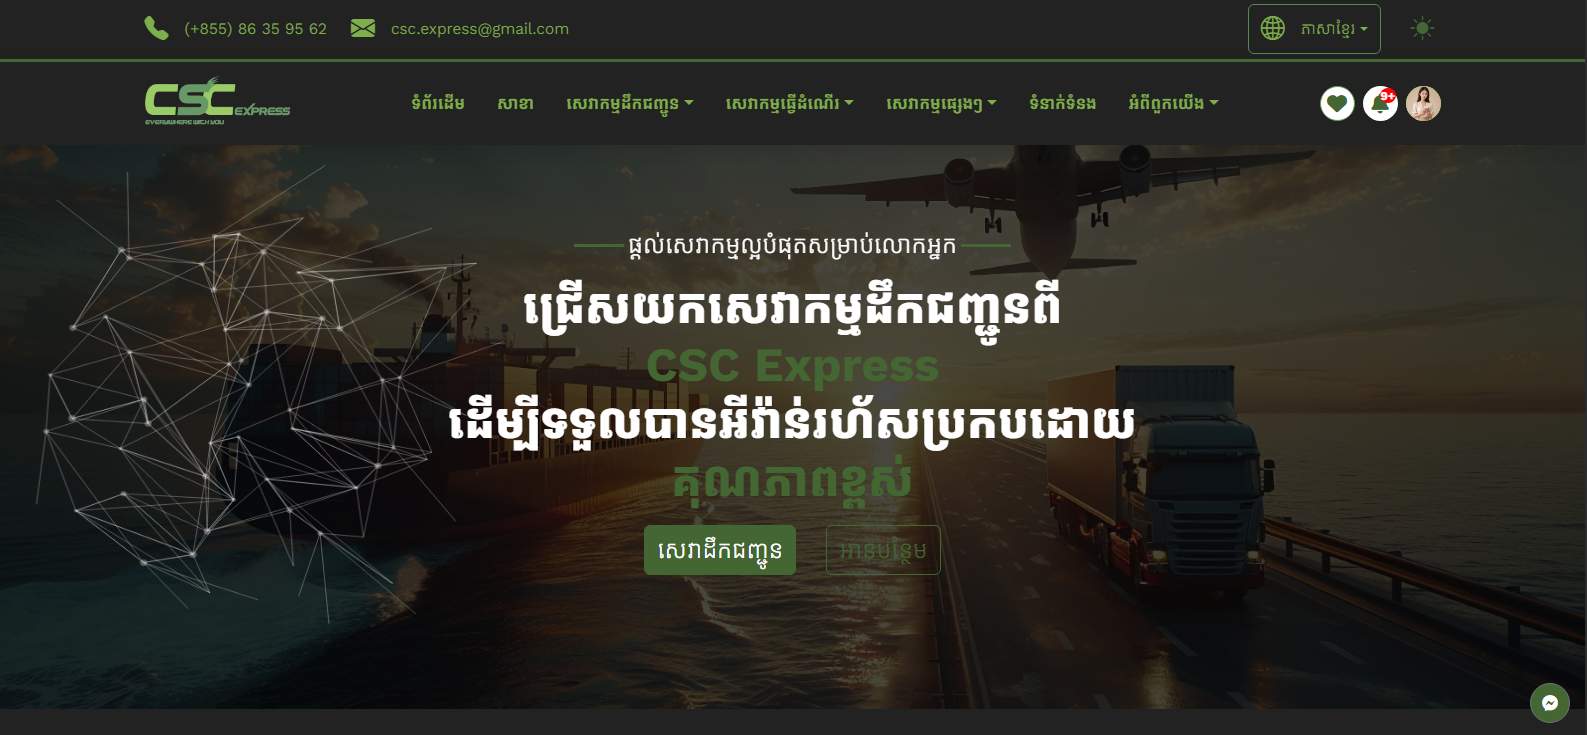 (+855) 86 35 95 62 csc.express@gmail.com ភាសាខ្មែរ
CSC EXPRESS
EVERYWHERE WITH YOU
ទំព័រដើម សាខា សេវាកម្មដឹកជញ្ជូន សេវាកម្មធ្វើដំណើរ សេវាកម្មផ្សេងៗ ទំនាក់ទំនង អំពីពួកយើង 9+
ផ្តល់សេវាកម្មល្អបំផុតសម្រាប់លោកអ្នក
ជ្រើសយកសេវាកម្មដឹកជញ្ជូនពី
CSC Express
ដើម្បីទទួលបានអីវ៉ាន់រហ័សប្រកបដោយ
គុណភាពខ្ពស់
សេវាដឹកជញ្ជូន អានបន្ថែម